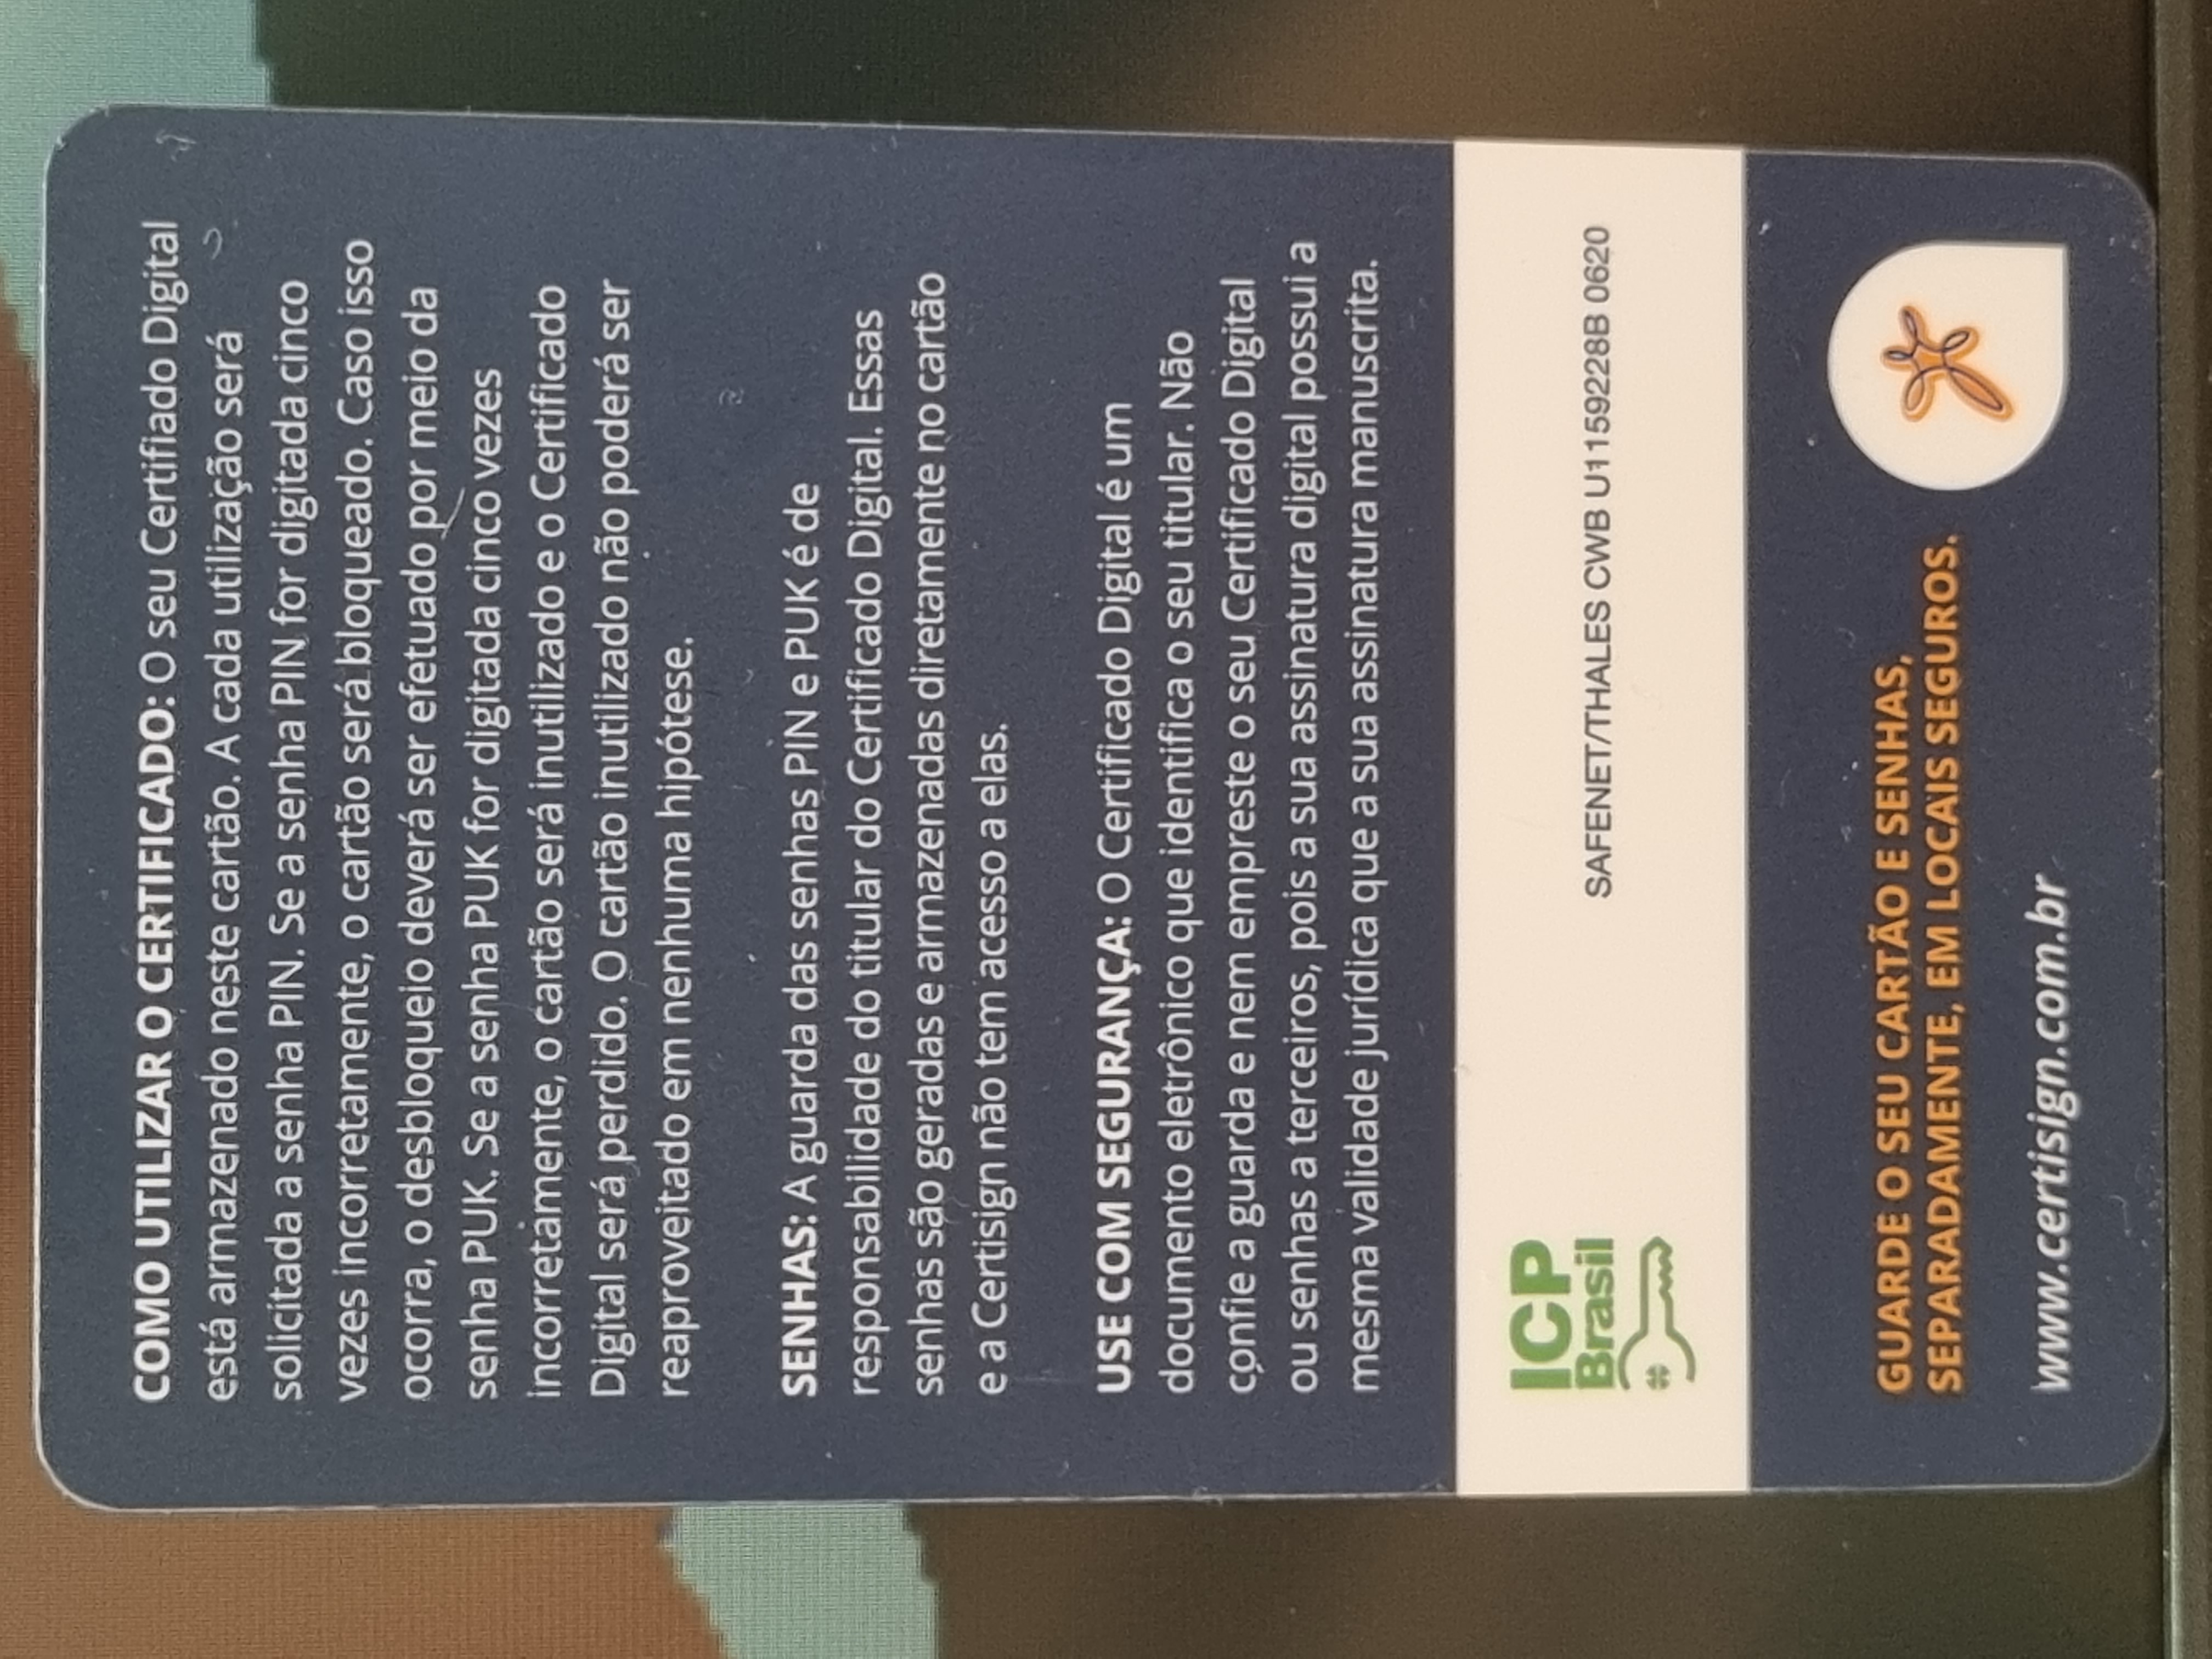 COMO UTILIZAR O CERTIFICADO: O seu Certifiado Digital
está armazenado neste cartão. A cada utilização será
solicitada a senha PIN. Se a senha PIN for digitada cinco
vezes incorretamente, o cartão será bloqueado. Caso isso
ocorra, o desbloqueio deverá ser efetuado por meio da
senha PUK. Se a senha PUK for digitada cinco vezes
incorretamente, o cartão será inutilizado e o Certificado
Digital será perdido. O cartão inutilizado não poderá ser
reaproveitado em nenhuma hipótese.
SENHAS: A guarda das senhas PIN e PUK é de
responsabilidade do titular do Certificado Digital. Essas
senhas são geradas e armazenadas diretamente no cartão
e a Certisign não tem acesso a elas.
USE COM SEGURANÇA: O Certificado Digital é um
documento eletrônico que identifica o seu titular. Não
confie a guarda e nem empreste o seu Certificado Digital
ou senhas a terceiros, pois a sua assinatura digital possui a
mesma validade jurídica que a sua assinatura manuscrita.
ICP
Brasil
SAFENET/THALES CWB U1159228B 0620
GUARDE O SEU CARTÃO E SENHAS,
SEPARADAMENTE, EM LOCAIS SEGUROS.
www.certisign.com.br